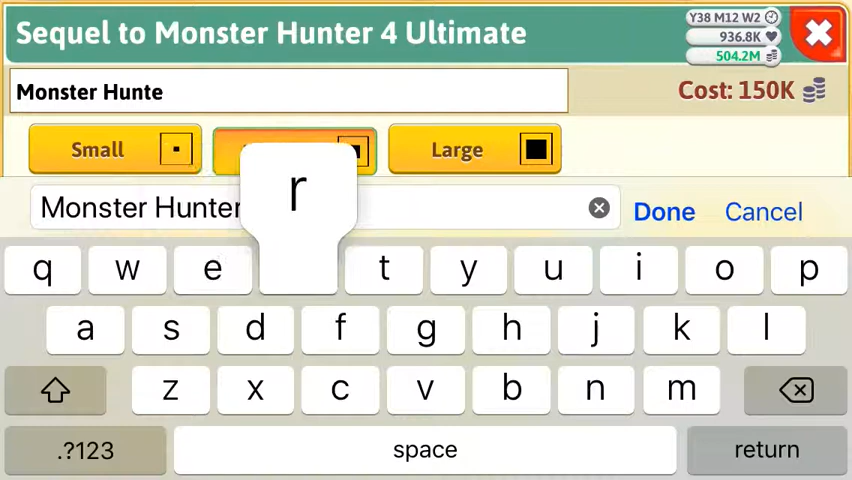 Sequel to Monster Hunter 4 Ultimate
Y38 M12 W2
936.8K
504.2M
Monster Hunte
Cost: 150K
Small
Large
Monster Hunter
Done
Cancel
r
q w e t y u i o p
a s d f g h j k l
z x c v b n m
.?123
space
return